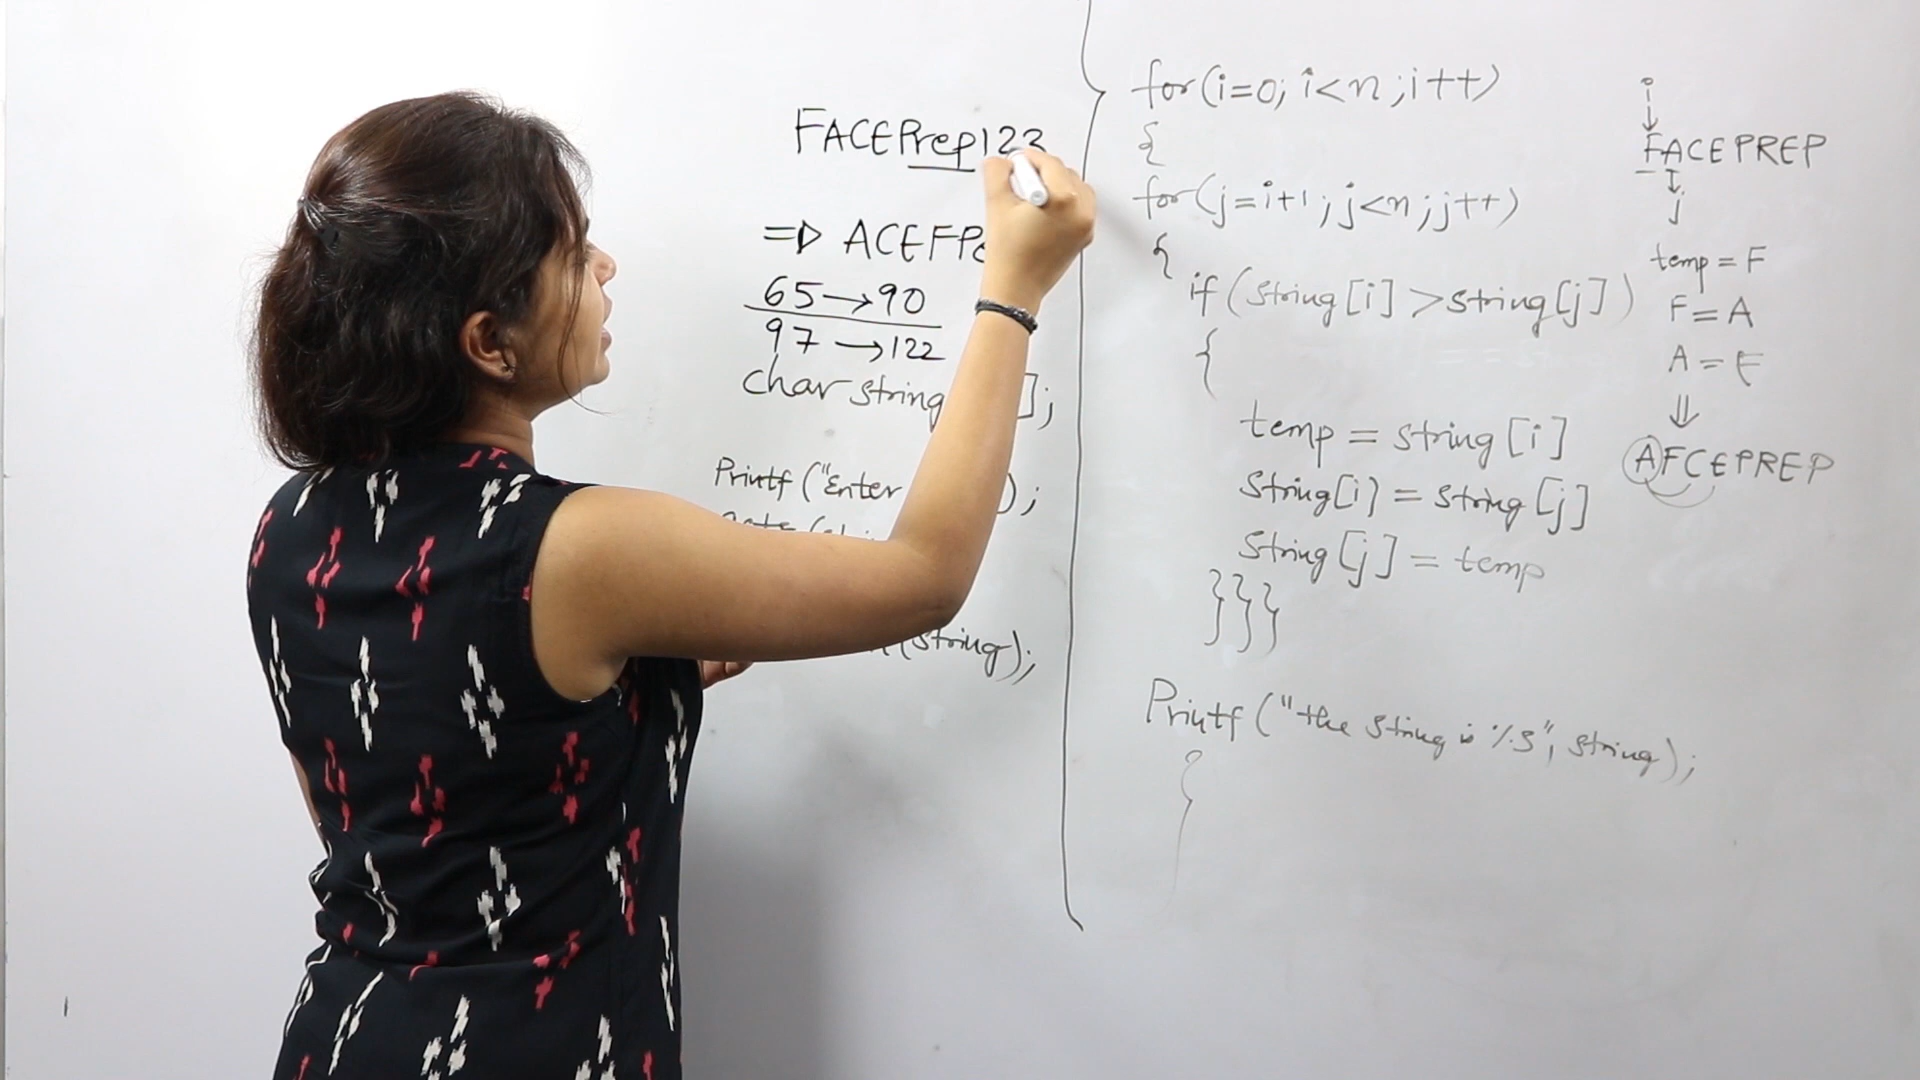 FACEPrep123
=> ACEFP
65→90
97→122
char string ];
Printf ("Enter );
(string);
for(i=0; i<n ;i++)
{
for(j=i+1 ; j<n ; j++)
{
if (string [i] >string[j] )
{
temp = string [i]
String[i] = string [j]
String [j] = temp
}}}
Printf ("the string is %s", string);
}
i
↓
FACEPREP
↓
j
temp = F
F = A
A = F
⇓
AFCEPREP